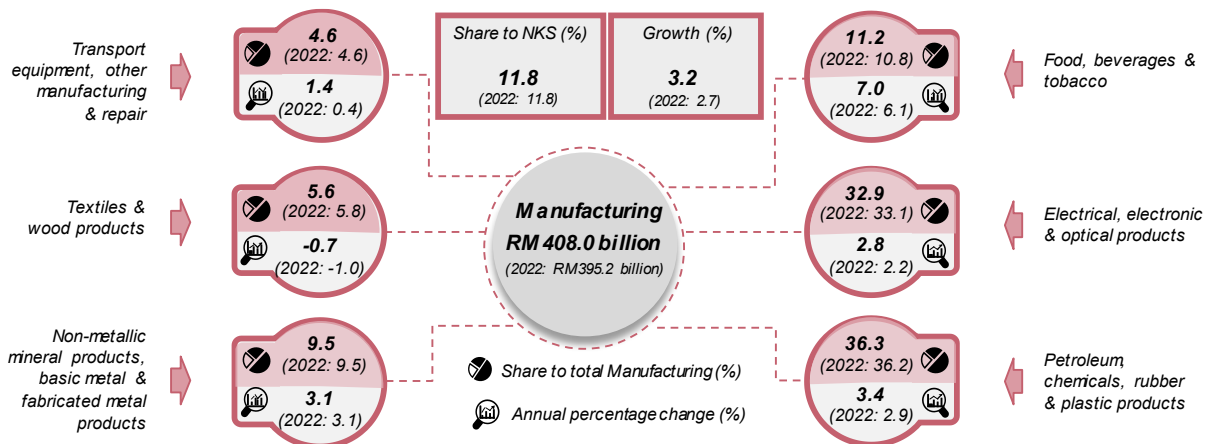 Transport
equipment, other
manufacturing
& repair
4.6
(2022: 4.6)
1.4
(2022: 0.4)
Textiles &
wood products
5.6
(2022: 5.8)
-0.7
(2022: -1.0)
Non-metallic
mineral products,
basic metal &
fabricated metal
products
9.5
(2022: 9.5)
3.1
(2022: 3.1)
Share to NKS (%)
11.8
(2022: 11.8)
Growth (%)
3.2
(2022: 2.7)
Manufacturing
RM 408.0 billion
(2022: RM395.2 billion)
Share to total Manufacturing (%)
Annual percentage change (%)
11.2
(2022: 10.8)
7.0
(2022: 6.1)
Food, beverages &
tobacco
32.9
(2022: 33.1)
2.8
(2022: 2.2)
Electrical, electronic
& optical products
36.3
(2022: 36.2)
3.4
(2022: 2.9)
Petroleum,
chemicals, rubber
& plastic products